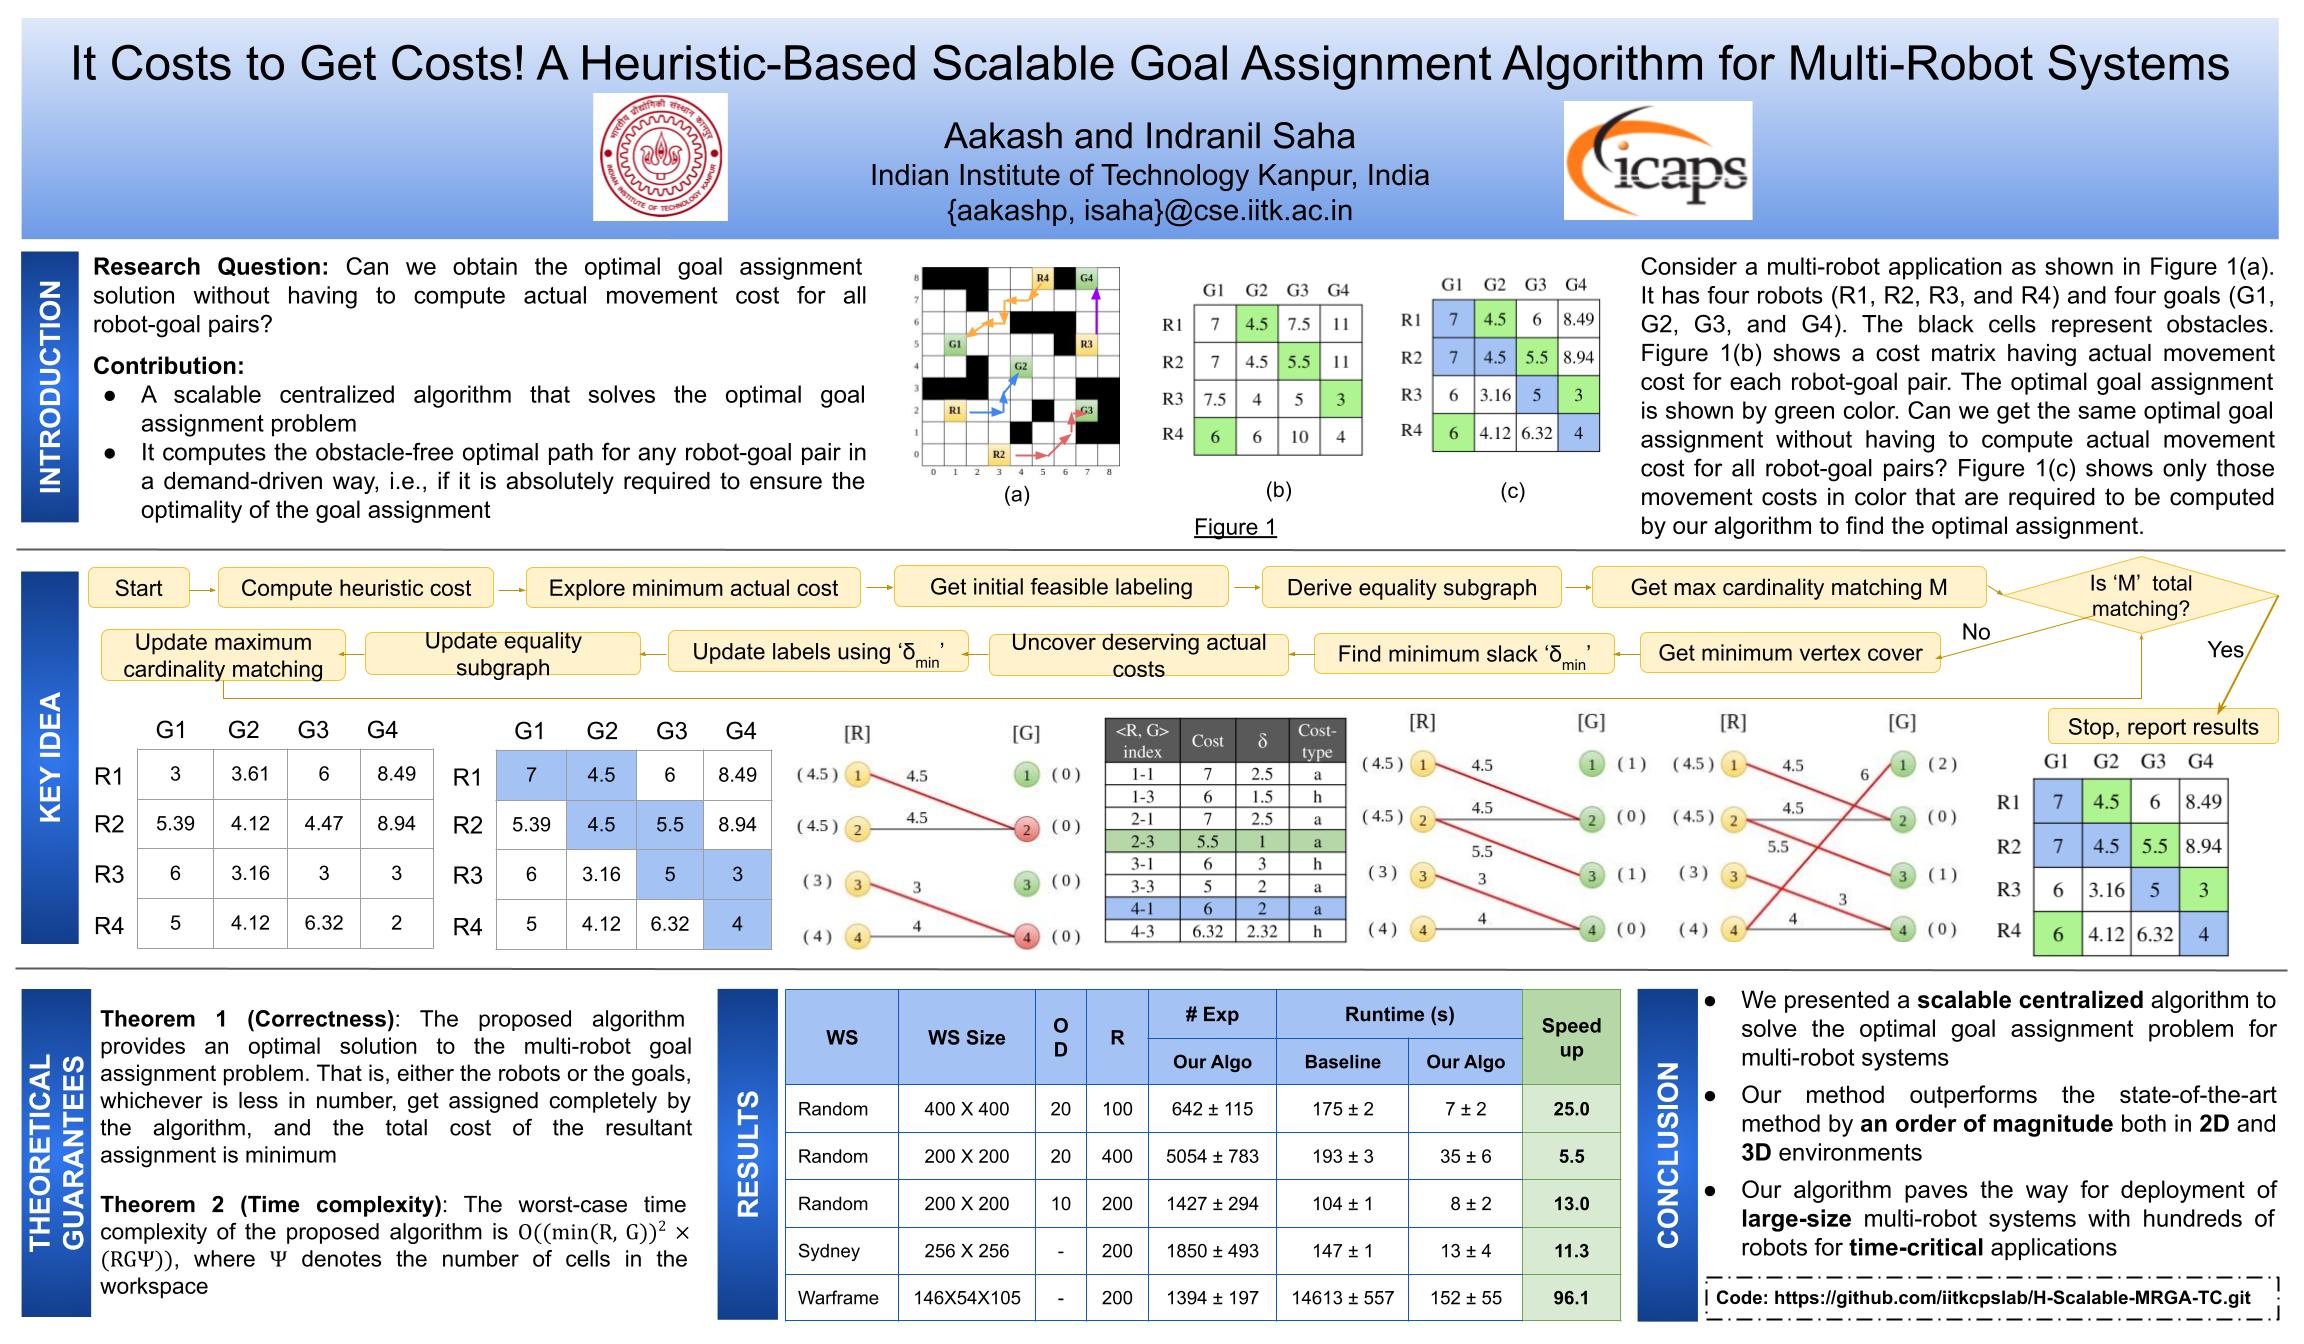 It Costs to Get Costs! A Heuristic-Based Scalable Goal Assignment Algorithm for Multi-Robot Systems
भारतीय प्रौद्योगिकी संस्थान कानपुर
INDIAN INSTITUTE OF TECHNOLOGY KANPUR
Aakash and Indranil Saha
Indian Institute of Technology Kanpur, India
{aakashp, isaha}@cse.iitk.ac.in
icaps
INTRODUCTION
Research Question: Can we obtain the optimal goal assignment
solution without having to compute actual movement cost for all
robot-goal pairs?
Contribution:
● A scalable centralized algorithm that solves the optimal goal
assignment problem
● It computes the obstacle-free optimal path for any robot-goal pair in
a demand-driven way, i.e., if it is absolutely required to ensure the
optimality of the goal assignment
8 R4 G4
7
6
5 G1 R3
4 G2
3
2 R1 G3
1
0 R2
0 1 2 3 4 5 6 7 8
(a)
G1 G2 G3 G4
R1 7 4.5 7.5 11
R2 7 4.5 5.5 11
R3 7.5 4 5 3
R4 6 6 10 4
(b)
G1 G2 G3 G4
R1 7 4.5 6 8.49
R2 7 4.5 5.5 8.94
R3 6 3.16 5 3
R4 6 4.12 6.32 4
(c)
Figure 1
Consider a multi-robot application as shown in Figure 1(a).
It has four robots (R1, R2, R3, and R4) and four goals (G1,
G2, G3, and G4). The black cells represent obstacles.
Figure 1(b) shows a cost matrix having actual movement
cost for each robot-goal pair. The optimal goal assignment
is shown by green color. Can we get the same optimal goal
assignment without having to compute actual movement
cost for all robot-goal pairs? Figure 1(c) shows only those
movement costs in color that are required to be computed
by our algorithm to find the optimal assignment.
KEY IDEA
Start
Compute heuristic cost
Explore minimum actual cost
Get initial feasible labeling
Derive equality subgraph
Get max cardinality matching M
Is ‘M’ total
matching?
No
Yes
Get minimum vertex cover
Find minimum slack ‘δmin’
Uncover deserving actual
costs
Update labels using ‘δmin’
Update equality
subgraph
Update maximum
cardinality matching
Stop, report results
G1 G2 G3 G4
R1 3 3.61 6 8.49
R2 5.39 4.12 4.47 8.94
R3 6 3.16 3 3
R4 5 4.12 6.32 2
G1 G2 G3 G4
R1 7 4.5 6 8.49
R2 5.39 4.5 5.5 8.94
R3 6 3.16 5 3
R4 5 4.12 6.32 4
[R] [G]
(4.5) 1 4.5 1 (0)
(4.5) 2 4.5 2 (0)
(3) 3 3 3 (0)
(4) 4 4 4 (0)
<R, G> index Cost δ Cost-type
1-1 7 2.5 a
1-3 6 1.5 h
2-1 7 2.5 a
2-3 5.5 1 a
3-1 6 3 h
3-3 5 2 a
4-1 6 2 a
4-3 6.32 2.32 h
[R] [G]
(4.5) 1 4.5 1 (1)
(4.5) 2 4.5 2 (0)
5.5
(3) 3 3 3 (1)
(4) 4 4 4 (0)
[R] [G]
(4.5) 1 4.5 6 1 (2)
(4.5) 2 4.5 2 (0)
5.5
(3) 3 3 3 (1)
(4) 4 4 4 (0)
G1 G2 G3 G4
R1 7 4.5 6 8.49
R2 7 4.5 5.5 8.94
R3 6 3.16 5 3
R4 6 4.12 6.32 4
THEORETICAL
GUARANTEES
Theorem 1 (Correctness): The proposed algorithm
provides an optimal solution to the multi-robot goal
assignment problem. That is, either the robots or the goals,
whichever is less in number, get assigned completely by
the algorithm, and the total cost of the resultant
assignment is minimum
Theorem 2 (Time complexity): The worst-case time
complexity of the proposed algorithm is O((min(R, G))² ×
(RGΨ)), where Ψ denotes the number of cells in the
workspace
RESULTS
WS WS Size OD R # Exp Runtime (s) Speed up
Our Algo Baseline Our Algo
Random 400 X 400 20 100 642 ± 115 175 ± 2 7 ± 2 25.0
Random 200 X 200 20 400 5054 ± 783 193 ± 3 35 ± 6 5.5
Random 200 X 200 10 200 1427 ± 294 104 ± 1 8 ± 2 13.0
Sydney 256 X 256 - 200 1850 ± 493 147 ± 1 13 ± 4 11.3
Warframe 146X54X105 - 200 1394 ± 197 14613 ± 557 152 ± 55 96.1
CONCLUSION
● We presented a scalable centralized algorithm to
solve the optimal goal assignment problem for
multi-robot systems
● Our method outperforms the state-of-the-art
method by an order of magnitude both in 2D and
3D environments
● Our algorithm paves the way for deployment of
large-size multi-robot systems with hundreds of
robots for time-critical applications
Code: https://github.com/iitkcpslab/H-Scalable-MRGA-TC.git